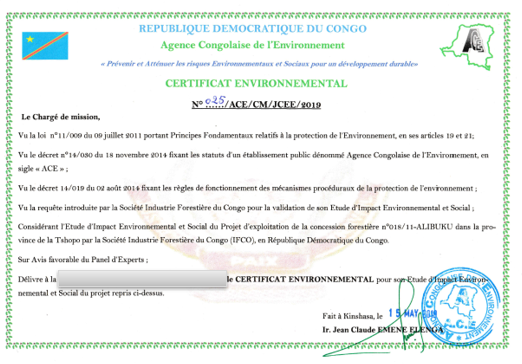 REPUBLIQUE DEMOCRATIQUE DU CONGO
Agence Congolaise de l'Environnement
« Prévenir et Atténuer les risques Environnementaux et Sociaux pour un développement durable»
CERTIFICAT ENVIRONNEMENTAL
N° 025/ACE/CM/JCEE/2019
Le Chargé de mission,
Vu la loi n°11/009 du 09 juillet 2011 portant Principes Fondamentaux relatifs à la protection de l'Environnement, en ses articles 19 et 21;
Vu le décret n°14/030 du 18 novembre 2014 fixant les statuts d'un établissement public dénommé Agence Congolaise de l'Environnement, en
sigle « ACE » ;
Vu le décret 14/019 du 02 août 2014 fixant les règles de fonctionnement des mécanismes procéduraux de la protection de l'environnement ;
Vu la requête introduite par la Société Industrie Forestière du Congo pour la validation de son Etude d'Impact Environmental et Social ;
Considérant l'Etude d'Impact Environmental et Social du Projet d'exploitation de la concession forestière n°018/11-ALIBUKU dans la pro-
vince de la Tshopo par la Société Industrie Forestière du Congo (IFCO), en République Démocratique du Congo.
Sur Avis favorable du Panel d'Experts ;
PAIX
Délivre à la le CERTIFICAT ENVIRONNEMENTAL pour son Etude d'Impact Environ-
nemental et Social du projet repris ci-dessus.
Fait à Kinshasa, le 15 MAY 2019
Ir. Jean Claude EMENE ELENGA